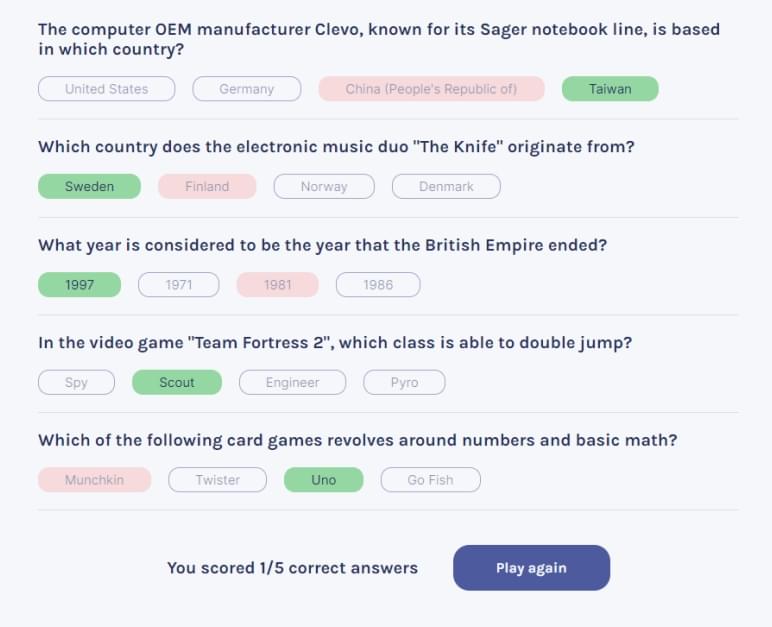 The computer OEM manufacturer Clevo, known for its Sager notebook line, is based
in which country?
United States Germany China (People's Republic of) Taiwan
Which country does the electronic music duo "The Knife" originate from?
Sweden Finland Norway Denmark
What year is considered to be the year that the British Empire ended?
1997 1971 1981 1986
In the video game "Team Fortress 2", which class is able to double jump?
Spy Scout Engineer Pyro
Which of the following card games revolves around numbers and basic math?
Munchkin Twister Uno Go Fish
You scored 1/5 correct answers Play again